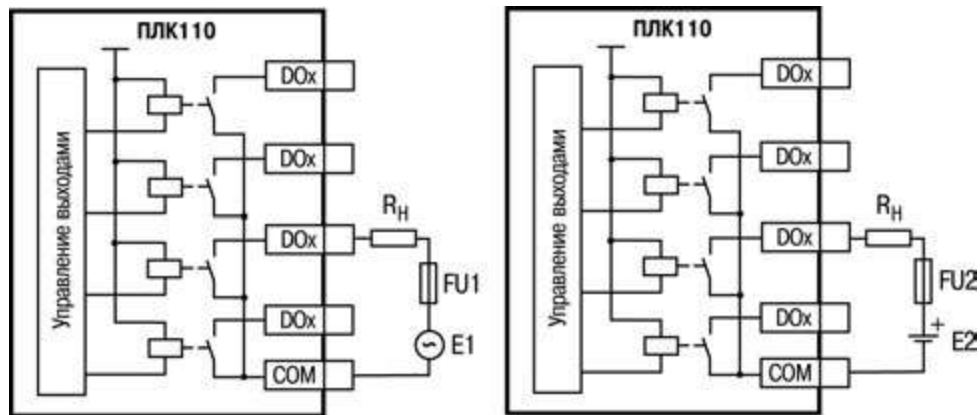 ПЛК110
Управление выходами
DOx
DOx
DOx
DOx
COM
RН
FU1
E1
ПЛК110
Управление выходами
DOx
DOx
DOx
DOx
COM
RН
FU2
+
E2